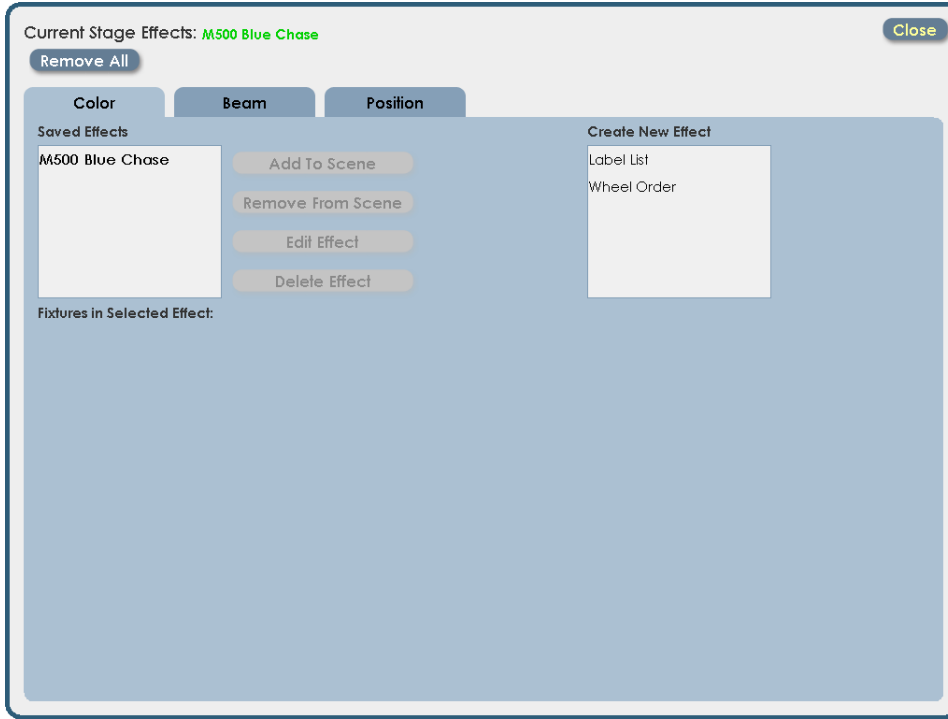 Current Stage Effects: M500 Blue Chase
Close
Remove All
Color
Beam
Position
Saved Effects
Create New Effect
M500 Blue Chase
Add To Scene
Label List
Wheel Order
Remove From Scene
Edit Effect
Delete Effect
Fixtures in Selected Effect: